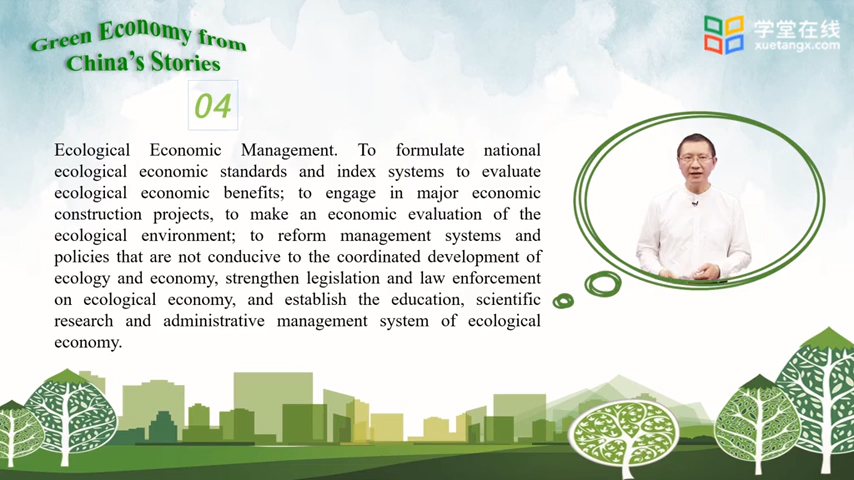 Green Economy from
China's Stories
学堂在线
xuetangx.com
04
Ecological Economic Management. To formulate national
ecological economic standards and index systems to evaluate
ecological economic benefits; to engage in major economic
construction projects, to make an economic evaluation of the
ecological environment; to reform management systems and
policies that are not conducive to the coordinated development of
ecology and economy, strengthen legislation and law enforcement
on ecological economy, and establish the education, scientific
research and administrative management system of ecological
economy.